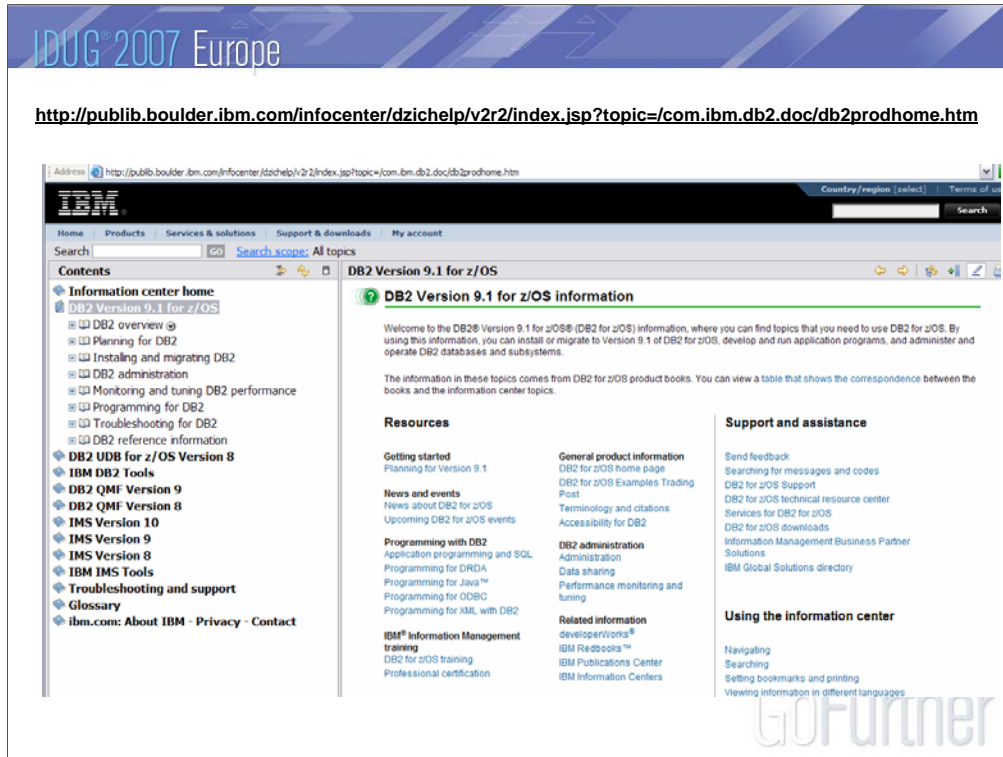 IDUG® 2007 Europe
http://publib.boulder.ibm.com/infocenter/dzichelp/v2r2/index.jsp?topic=/com.ibm.db2.doc/db2prodhome.htm
Address http://publib.boulder.ibm.com/infocenter/dzichelp/v2r2/index.jsp?topic=/com.ibm.db2.doc/db2prodhome.htm
Country/region [select] | Terms of us
IBM®
Search
Home | Products | Services & solutions | Support & downloads | My account
Search GO Search scope: All topics
Contents
Information center home
DB2 Version 9.1 for z/OS
DB2 overview
Planning for DB2
Installing and migrating DB2
DB2 administration
Monitoring and tuning DB2 performance
Programming for DB2
Troubleshooting for DB2
DB2 reference information
DB2 UDB for z/OS Version 8
IBM DB2 Tools
DB2 QMF Version 9
DB2 QMF Version 8
IMS Version 10
IMS Version 9
IMS Version 8
IBM IMS Tools
Troubleshooting and support
Glossary
ibm.com: About IBM - Privacy - Contact
DB2 Version 9.1 for z/OS
DB2 Version 9.1 for z/OS information
Welcome to the DB2® Version 9.1 for z/OS® (DB2 for z/OS) information, where you can find topics that you need to use DB2 for z/OS. By
using this information, you can install or migrate to Version 9.1 of DB2 for z/OS, develop and run application programs, and administer and
operate DB2 databases and subsystems.
The information in these topics comes from DB2 for z/OS product books. You can view a table that shows the correspondence between the
books and the information center topics.
Resources
Getting started
Planning for Version 9.1
News and events
News about DB2 for z/OS
Upcoming DB2 for z/OS events
Programming with DB2
Application programming and SQL
Programming for DRDA
Programming for Java™
Programming for ODBC
Programming for XML with DB2
IBM® Information Management
training
DB2 for z/OS training
Professional certification
General product information
DB2 for z/OS home page
DB2 for z/OS Examples Trading
Post
Terminology and citations
Accessibility for DB2
DB2 administration
Administration
Data sharing
Performance monitoring and
tuning
Related information
developerWorks®
IBM Redbooks™
IBM Publications Center
IBM Information Centers
Support and assistance
Send feedback
Searching for messages and codes
DB2 for z/OS Support
DB2 for z/OS technical resource center
Services for DB2 for z/OS
DB2 for z/OS downloads
Information Management Business Partner
Solutions
IBM Global Solutions directory
Using the information center
Navigating
Searching
Setting bookmarks and printing
Viewing information in different languages
GoFurther